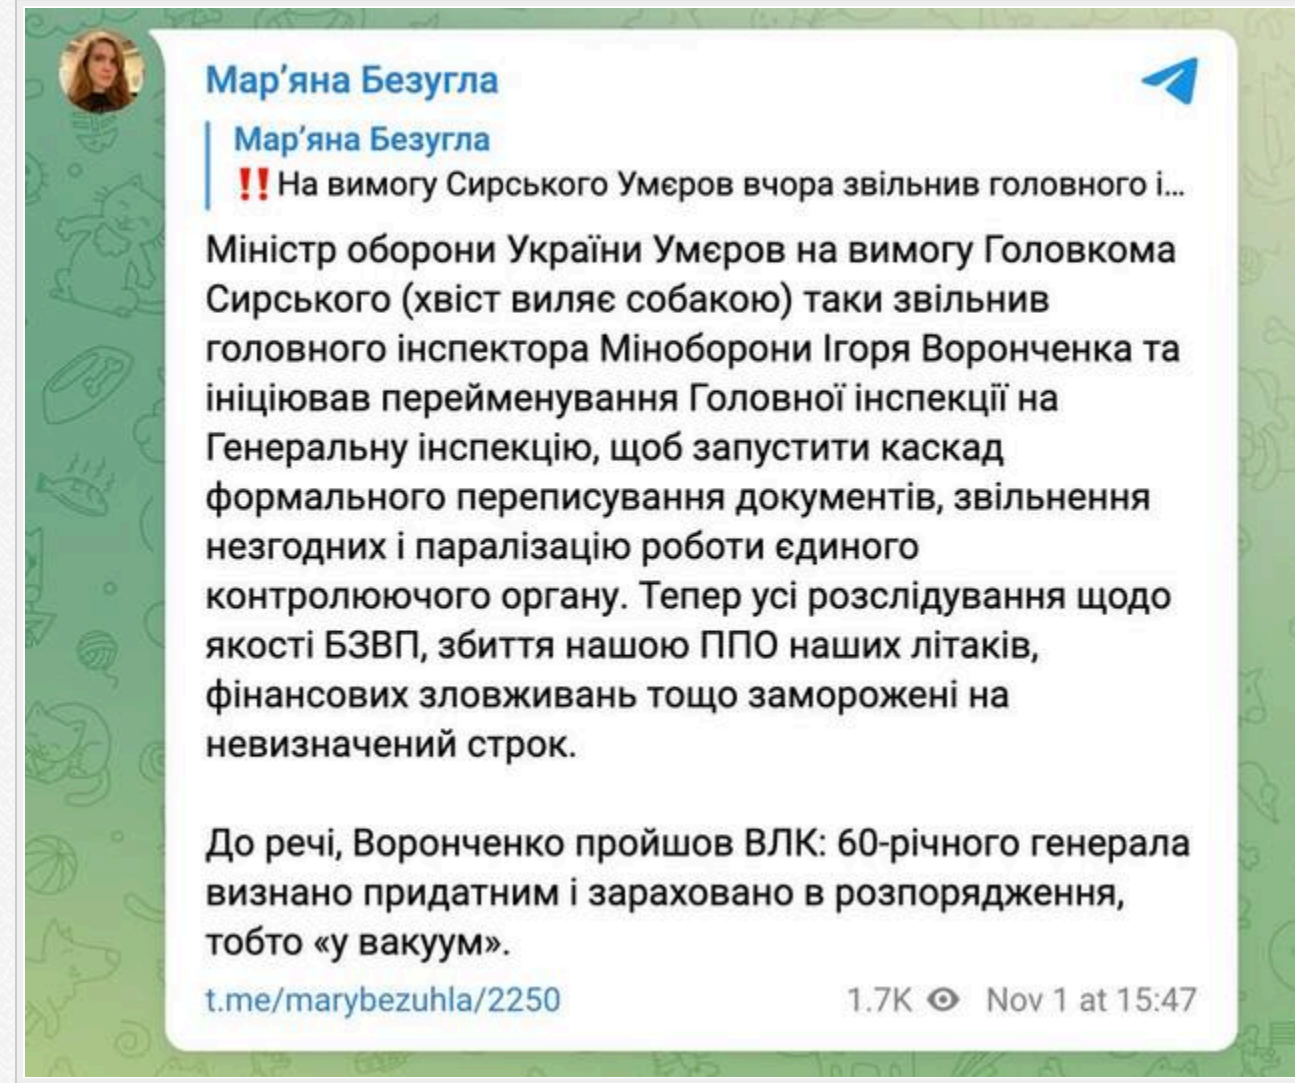 Мар’яна Безугла
Мар’яна Безугла
‼️На вимогу Сирського Умєров вчора звільнив головного і...
Міністр оборони України Умєров на вимогу Головкома
Сирського (хвіст виляє собакою) таки звільнив
головного інспектора Міноборони Ігоря Воронченка та
ініціював перейменування Головної інспекції на
Генеральну інспекцію, щоб запустити каскад
формального переписування документів, звільнення
незгодних і паралізацію роботи єдиного
контролюючого органу. Тепер усі розслідування щодо
якості БЗВП, збиття нашою ППО наших літаків,
фінансових зловживань тощо заморожені на
невизначений строк.
До речі, Воронченко пройшов ВЛК: 60-річного генерала
визнано придатним і зараховано в розпорядження,
тобто «у вакуум».
t.me/marybezuhla/2250 1.7K Nov 1 at 15:47